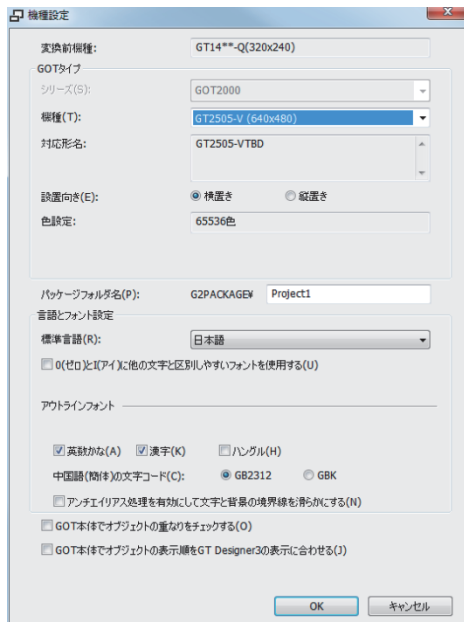 機種設定
変換前機種: GT14**-Q(320x240)
GOTタイプ
シリーズ(S): GOT2000
機種(T): GT2505-V (640x480)
対応形名: GT2505-VTBD
設置向き(E): 横置き 縦置き
色設定: 65536色
パッケージフォルダ名(P): G2PACKAGE¥ Project1
言語とフォント設定
標準言語(R): 日本語
0(ゼロ)とI(アイ)に他の文字と区別しやすいフォントを使用する(U)
アウトラインフォント
英数かな(A) 漢字(K) ハングル(H)
中国語(簡体)の文字コード(C): GB2312 GBK
アンチエイリアス処理を有効にして文字と背景の境界線を滑らかにする(N)
GOT本体でオブジェクトの重なりをチェックする(O)
GOT本体でオブジェクトの表示順をGT Designer3の表示に合わせる(J)
OK キャンセル